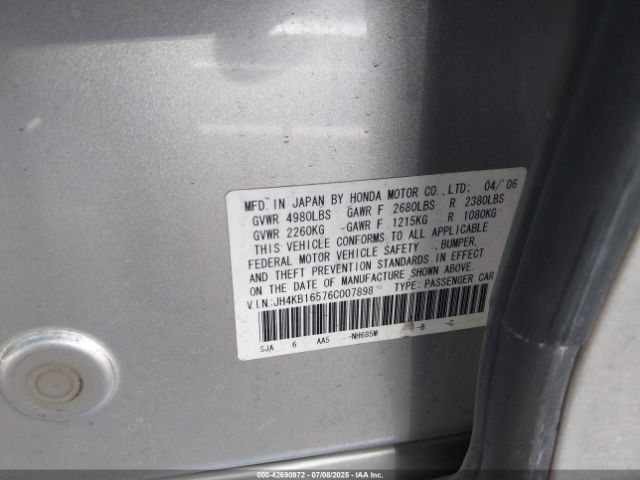 MFD. IN JAPAN BY HONDA MOTOR CO.,LTD: 04/'06
GVWR 4980LBS GAWR F 2680LBS R 2380LBS
GVWR 2260KG GAWR F 1215KG R 1080KG
THIS VEHICLE CONFORMS TO ALL APPLICABLE
FEDERAL MOTOR VEHICLE SAFETY, BUMPER,
AND THEFT PREVENTION STANDARDS IN EFFECT
ON THE DATE OF MANUFACTURE SHOWN ABOVE.
V.I.N:JH4KB16576C007898 TYPE: PASSENGER CAR
SJA 6 AA5 -NH685M -B -G
000-42690972 - 07/08/2025 - IAA Inc.